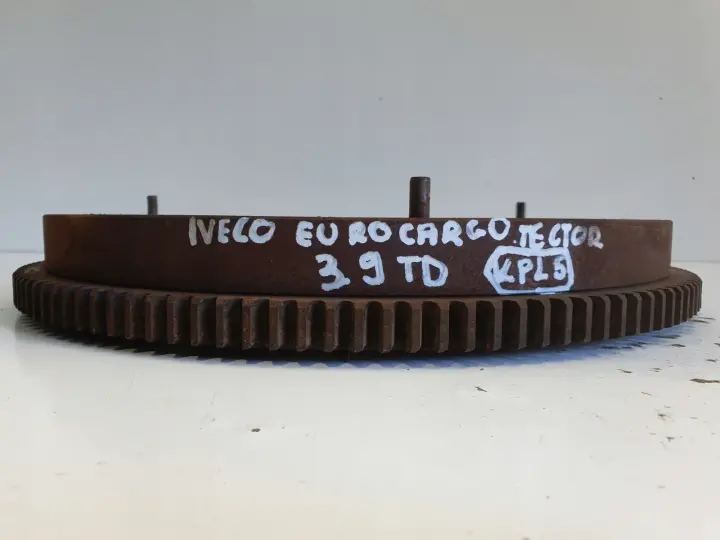 IVECO EUROCARGO TECTOR
3.9 TD KPL5